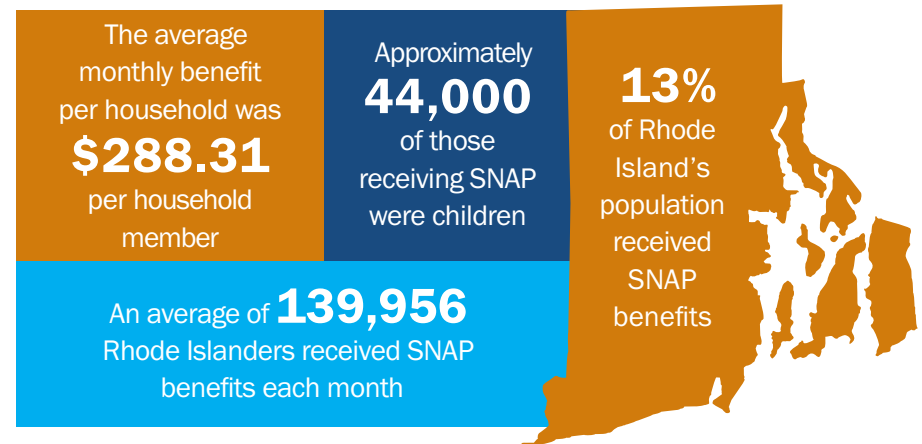 The average
monthly benefit
per household was
$288.31
per household
member
Approximately
44,000
of those
receiving SNAP
were children
13%
of Rhode
Island's
population
received
SNAP
benefits
An average of 139,956
Rhode Islanders received SNAP
benefits each month